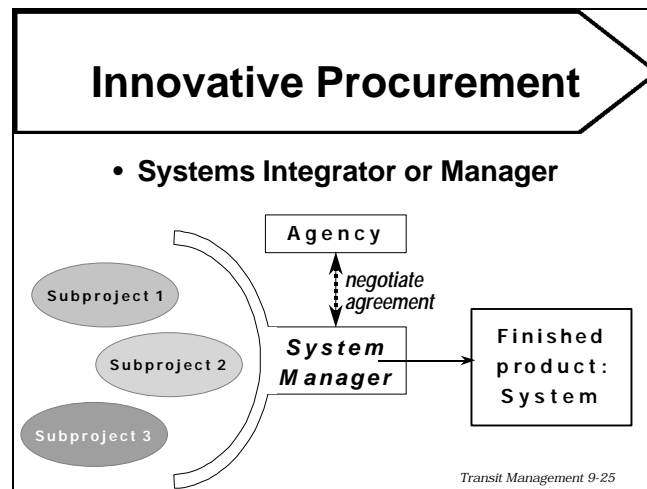 Innovative Procurement
• Systems Integrator or Manager
Agency
negotiate
agreement
Subproject 1
Subproject 2
Subproject 3
System
Manager
Finished
product:
System
Transit Management 9-25